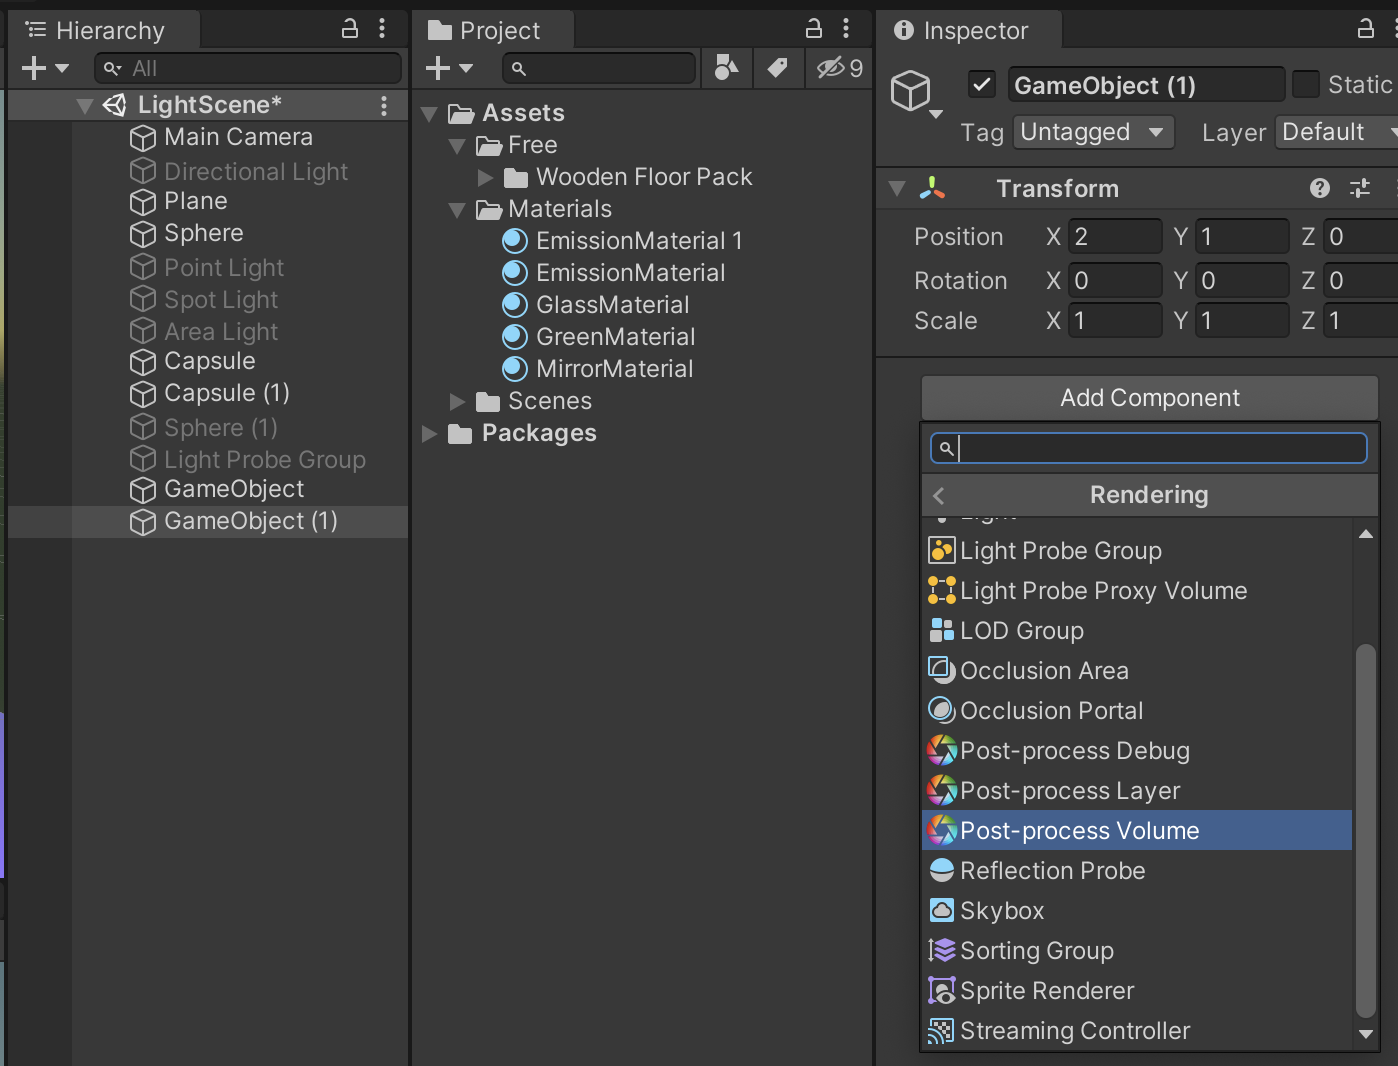 Hierarchy
All
LightScene*
Main Camera
Directional Light
Plane
Sphere
Point Light
Spot Light
Area Light
Capsule
Capsule (1)
Sphere (1)
Light Probe Group
GameObject
GameObject (1)
Project
9
Assets
Free
Wooden Floor Pack
Materials
EmissionMaterial 1
EmissionMaterial
GlassMaterial
GreenMaterial
MirrorMaterial
Scenes
Packages
Inspector
GameObject (1) Static
Tag Untagged Layer Default
Transform
Position X 2 Y 1 Z 0
Rotation X 0 Y 0 Z 0
Scale X 1 Y 1 Z 1
Add Component
Rendering
Light
Light Probe Group
Light Probe Proxy Volume
LOD Group
Occlusion Area
Occlusion Portal
Post-process Debug
Post-process Layer
Post-process Volume
Reflection Probe
Skybox
Sorting Group
Sprite Renderer
Streaming Controller